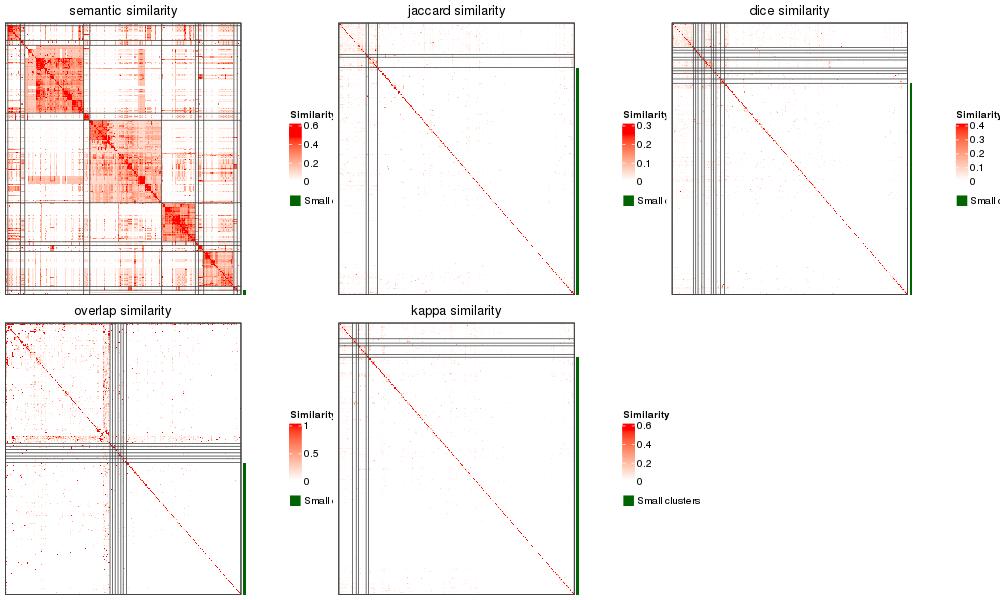 semantic similarity
jaccard similarity
dice similarity
Similarity
0.6
0.4
0.2
0
Small
Similarity
0.3
0.2
0.1
0
Small
Similarity
0.4
0.3
0.2
0.1
0
Small
overlap similarity
kappa similarity
Similarity
1
0.5
0
Small
Similarity
0.6
0.4
0.2
0
Small clusters